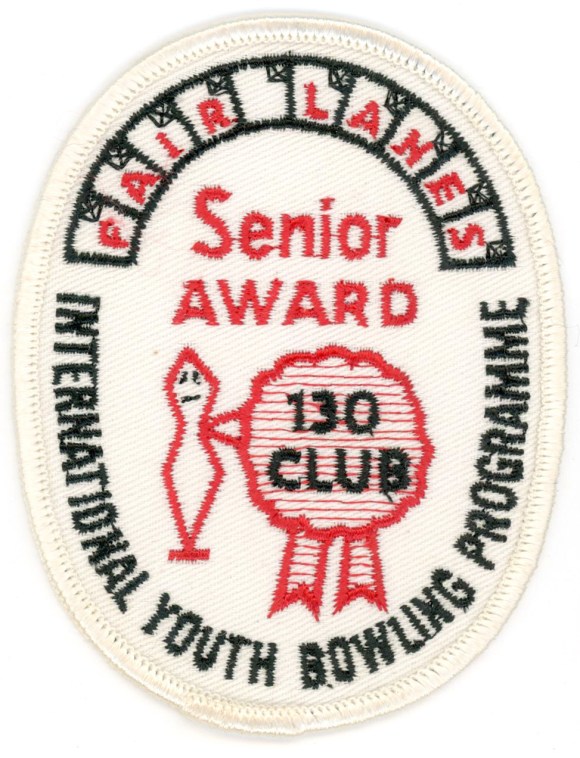 FAIR LANES
Senior
AWARD
130
CLUB
INTERNATIONAL YOUTH BOWLING PROGRAMME